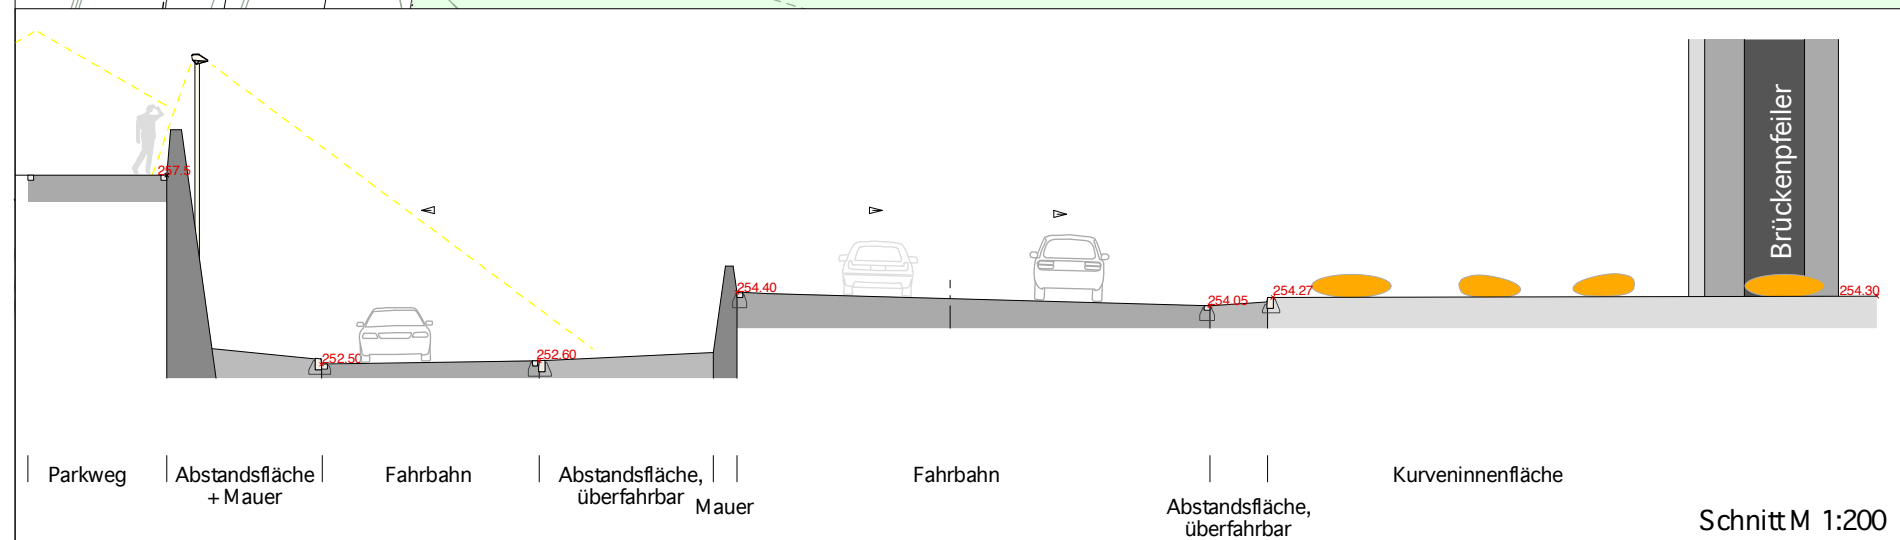 Brückenpfeiler
257.5
254.40
254.05
254.27
254.30
252.50
252.60
Parkweg
Abstandsfläche
+ Mauer
Fahrbahn
Abstandsfläche,
überfahrbar
Mauer
Fahrbahn
Abstandsfläche,
überfahrbar
Kurveninnenfläche
Schnitt M 1:200